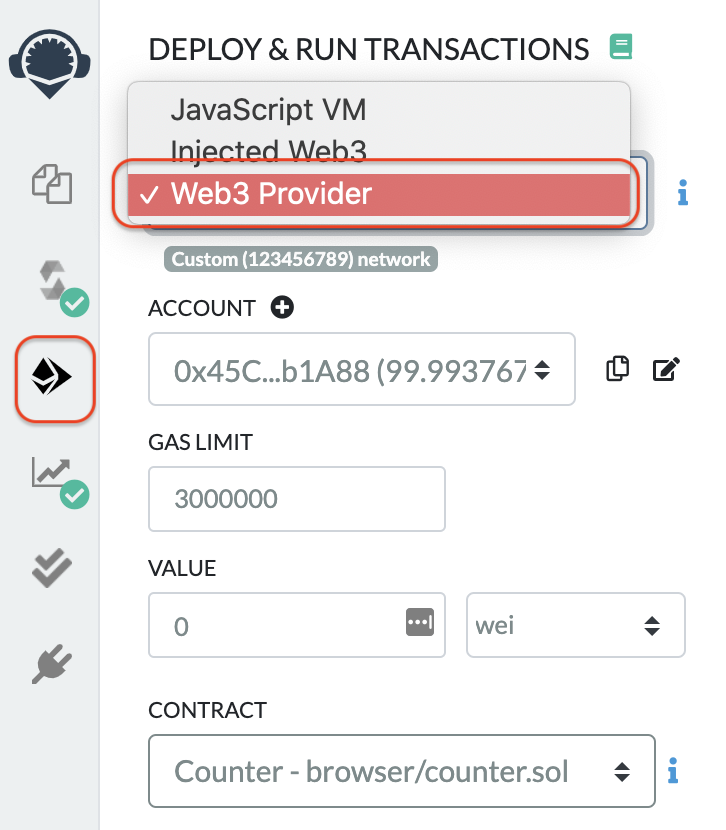 DEPLOY & RUN TRANSACTIONS
JavaScript VM
Injected Web3
✓ Web3 Provider
Custom (123456789) network
ACCOUNT
0x45C...b1A88 (99.993767
GAS LIMIT
3000000
VALUE
0
wei
CONTRACT
Counter - browser/counter.sol